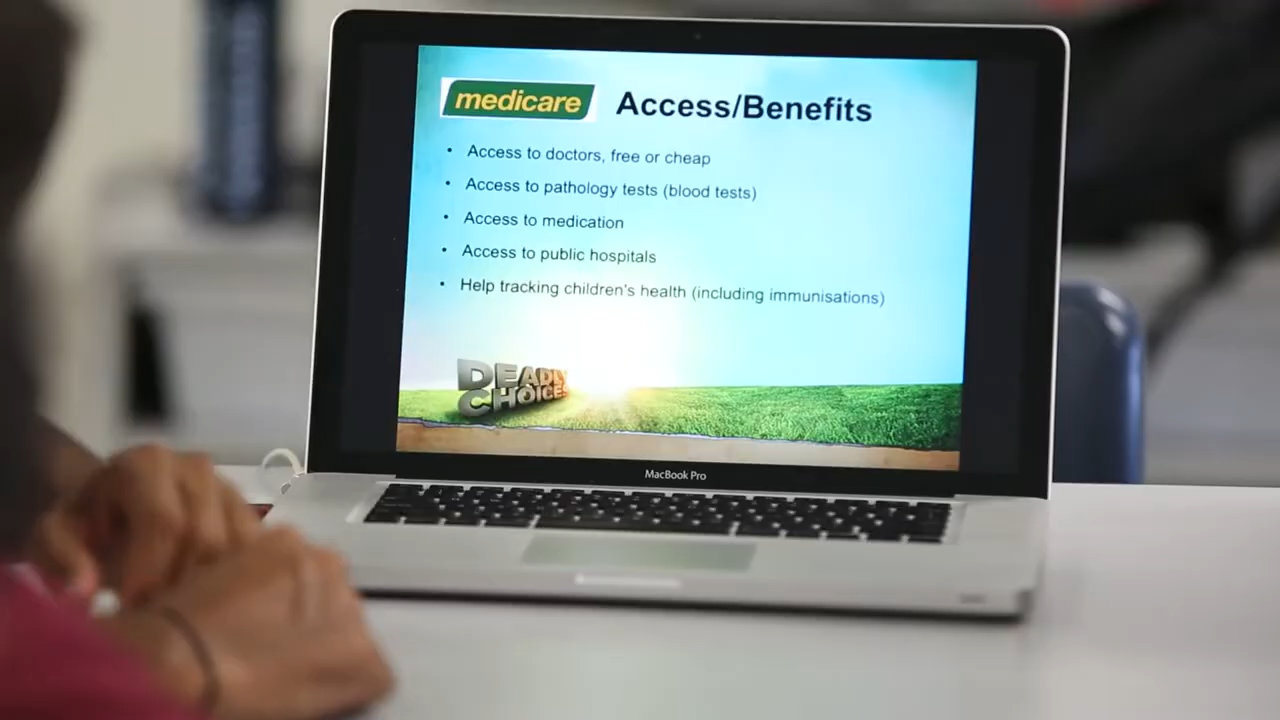 medicare Access/Benefits
• Access to doctors, free or cheap
• Access to pathology tests (blood tests)
• Access to medication
• Access to public hospitals
• Help tracking children's health (including immunisations)
DEADLY
CHOICES
MacBook Pro